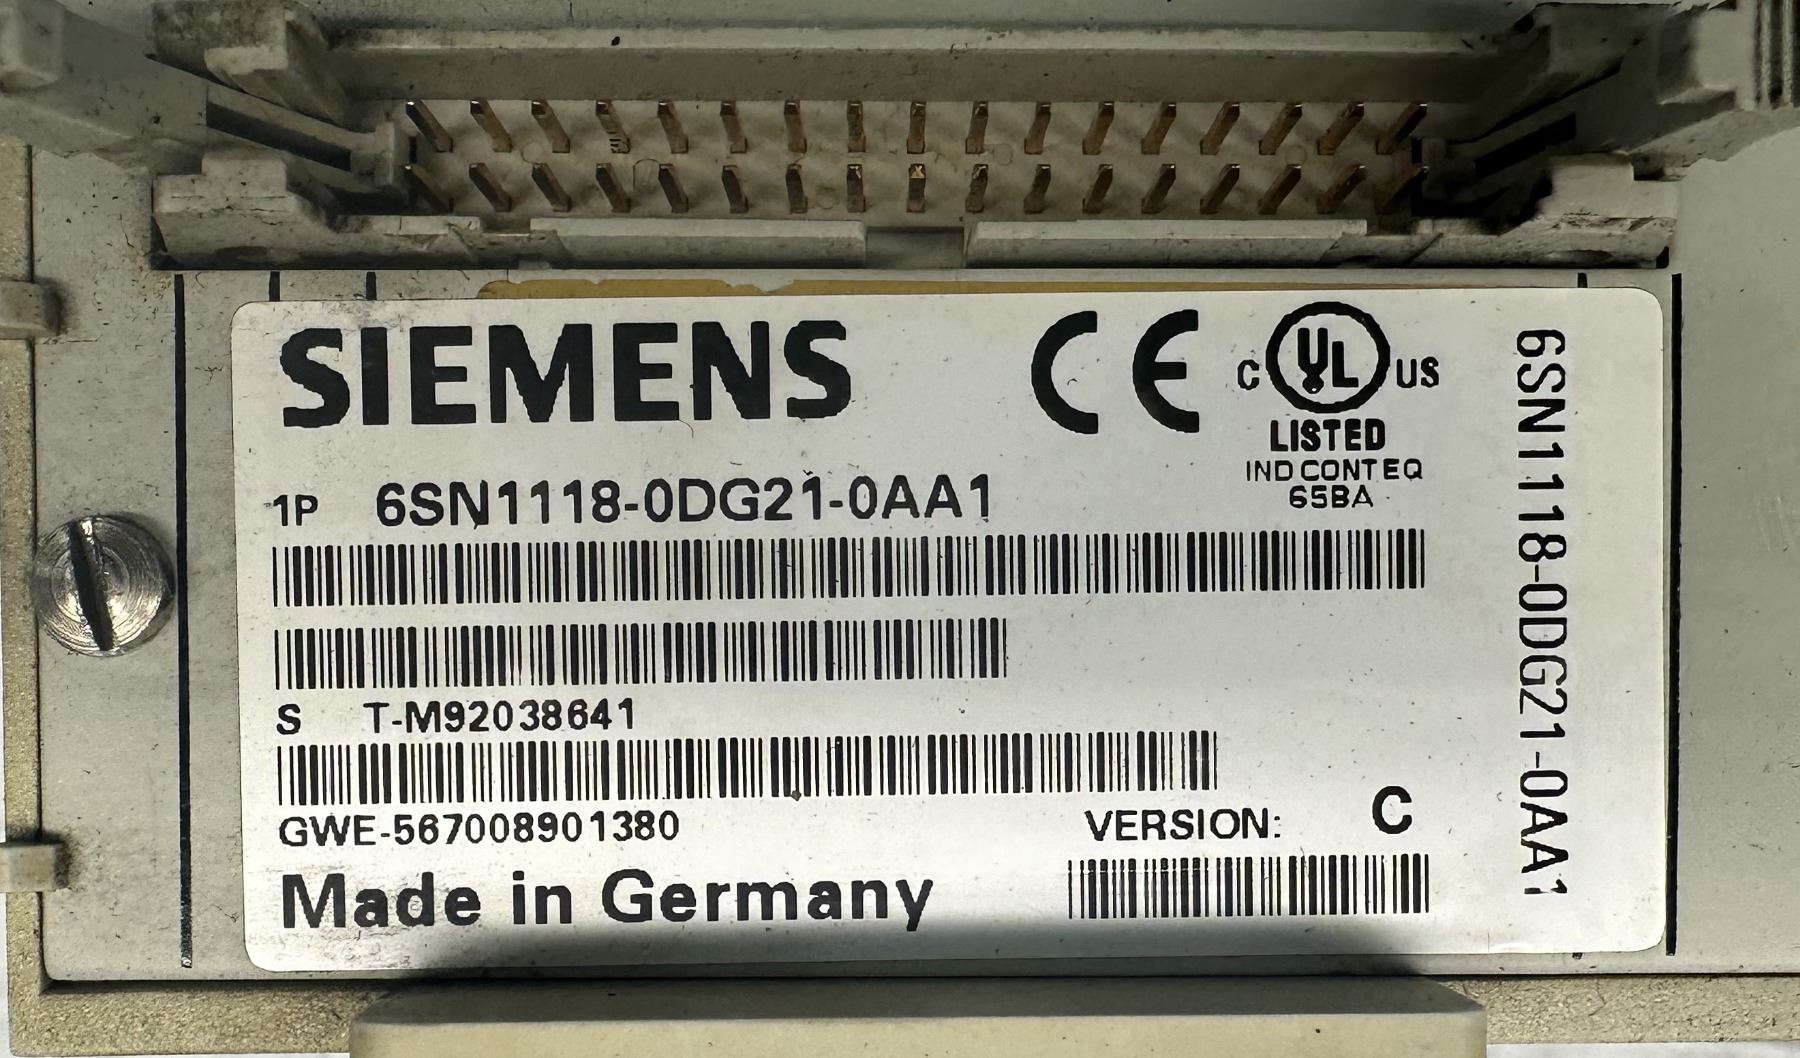 SIEMENS
CE
C UL US
LISTED
IND CONT EQ
65BA
1P 6SN1118-0DG21-0AA1
S T-M92038641
GWE-567008901380
VERSION: C
Made in Germany
6SN1118-0DG21-0AA1